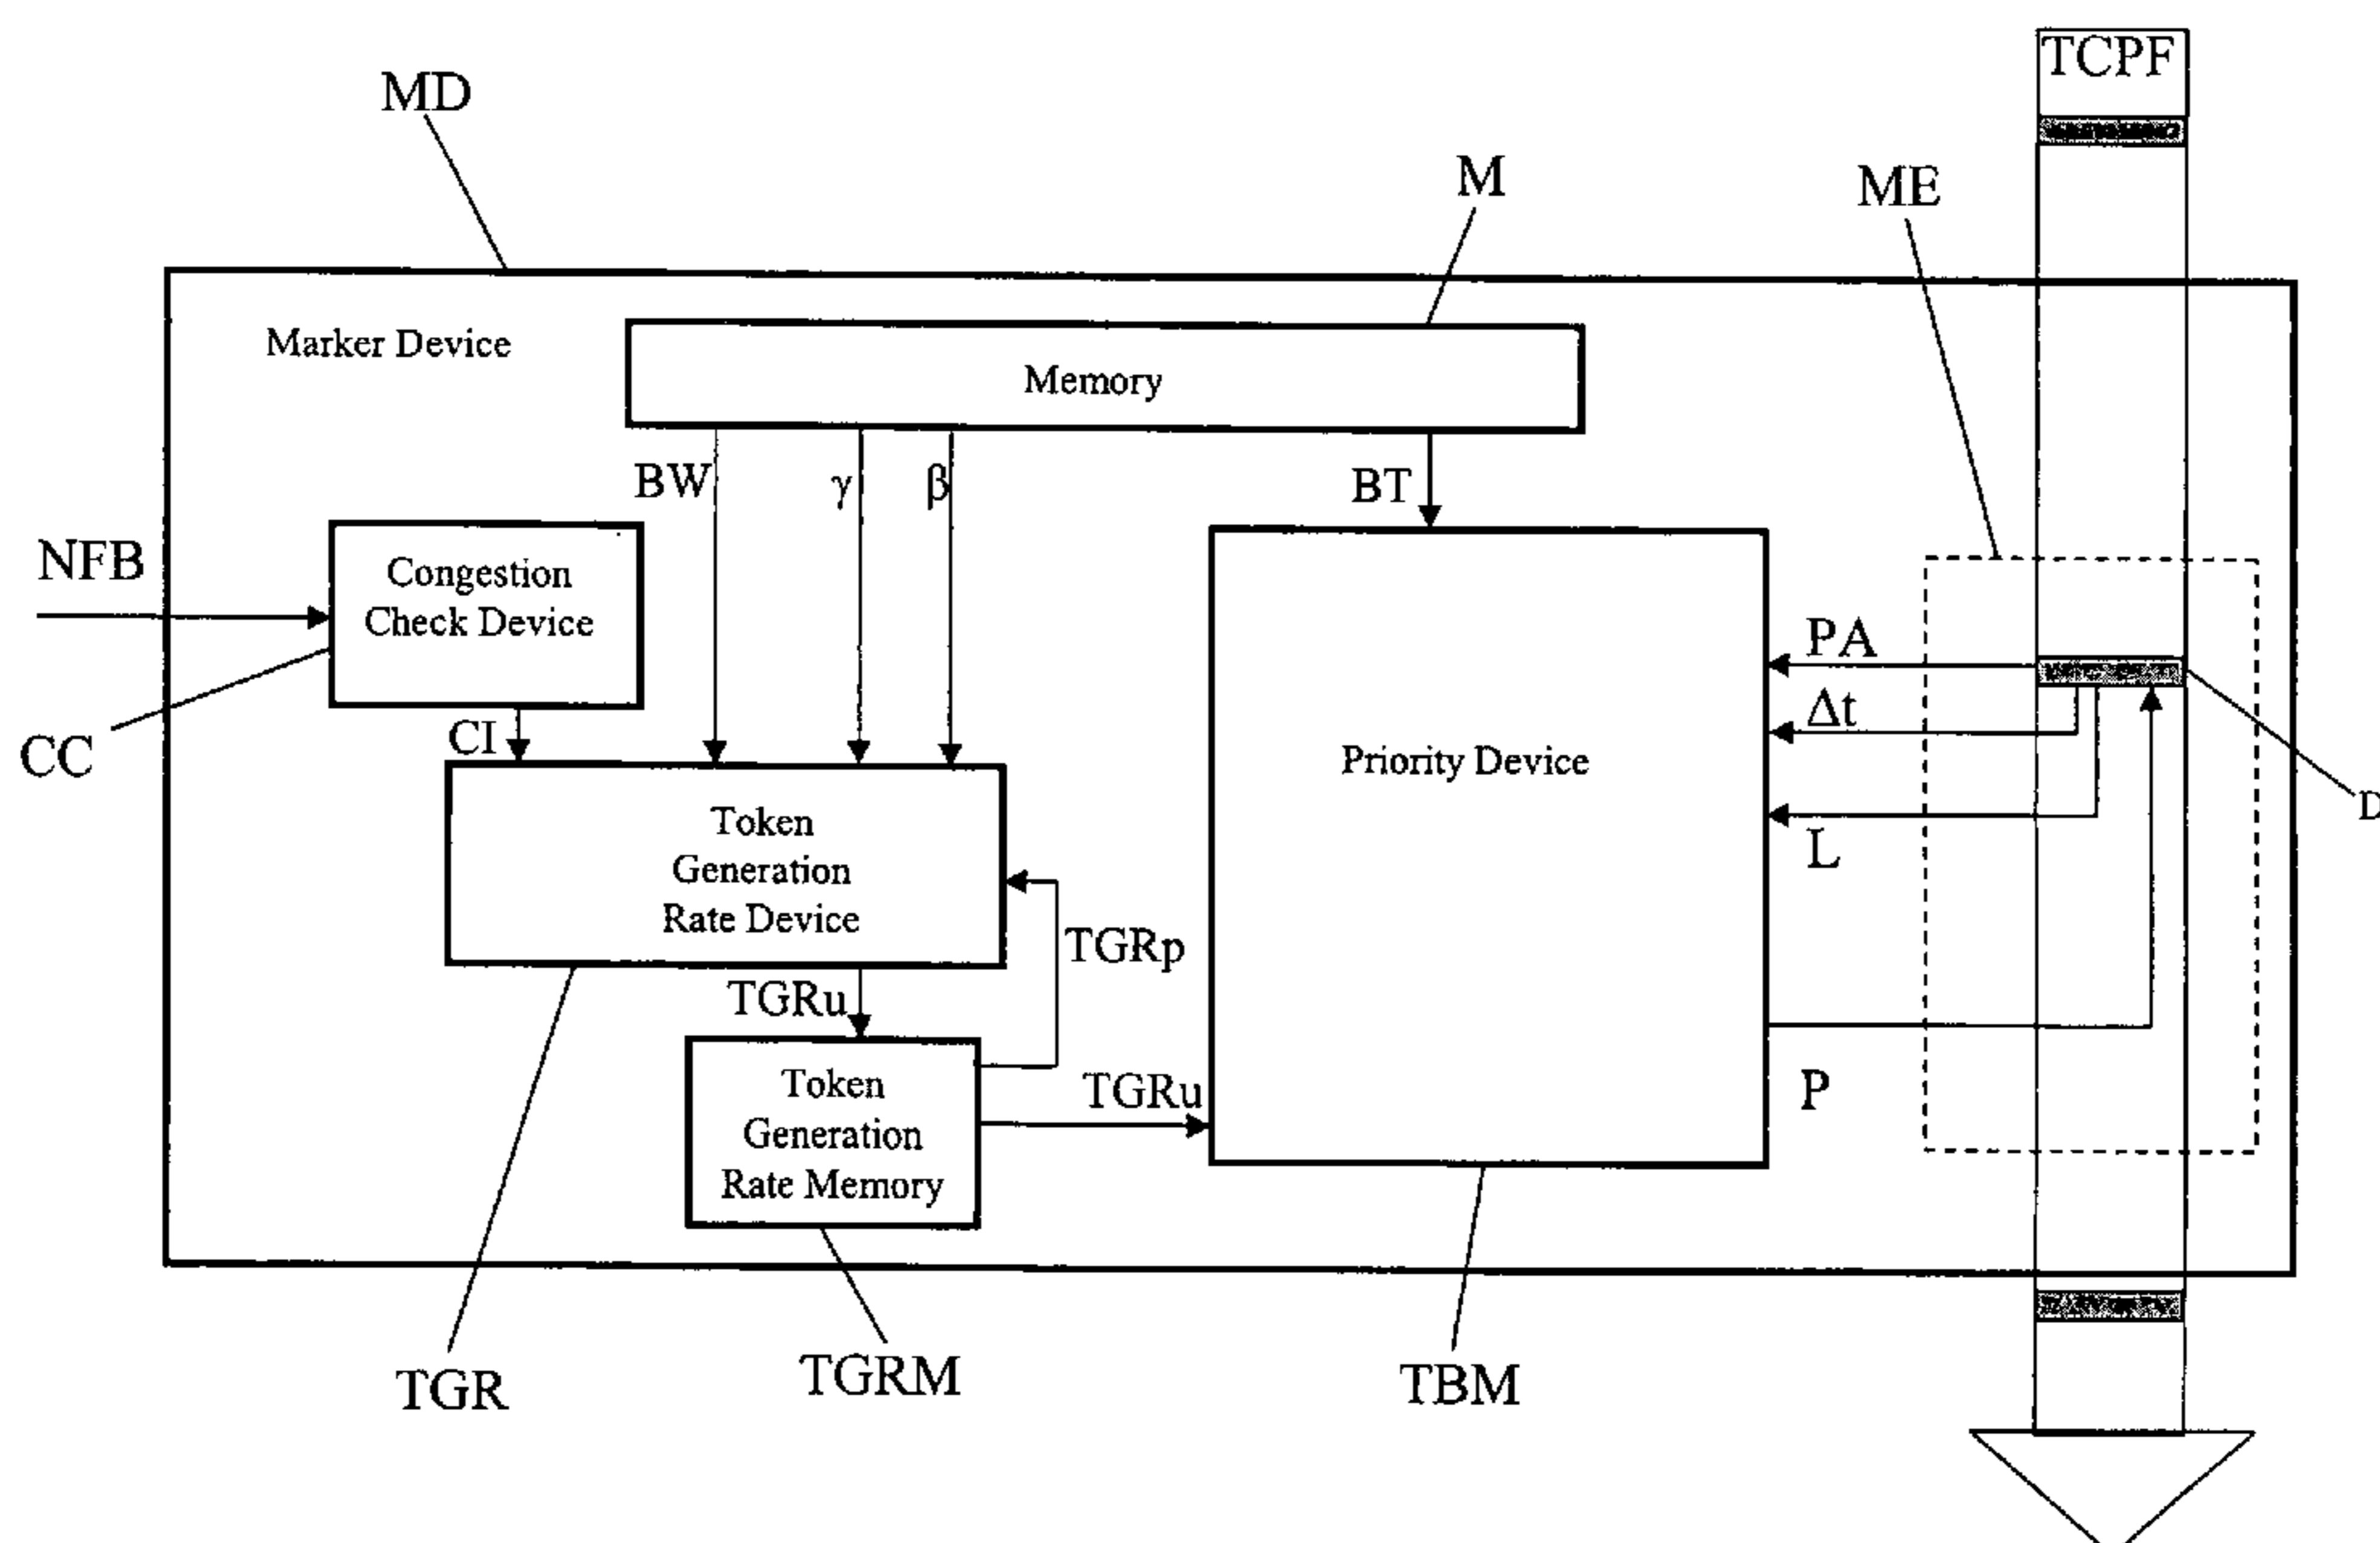 TCPF
MD
M
ME
Marker Device
Memory
BW
γ
β
BT
NFB
Congestion
Check Device
PA
Δt
CI
CC
Priority Device
D
Token
Generation
Rate Device
L
TGRp
TGRu
Token
Generation
Rate Memory
TGRu
P
TGR
TGRM
TBM